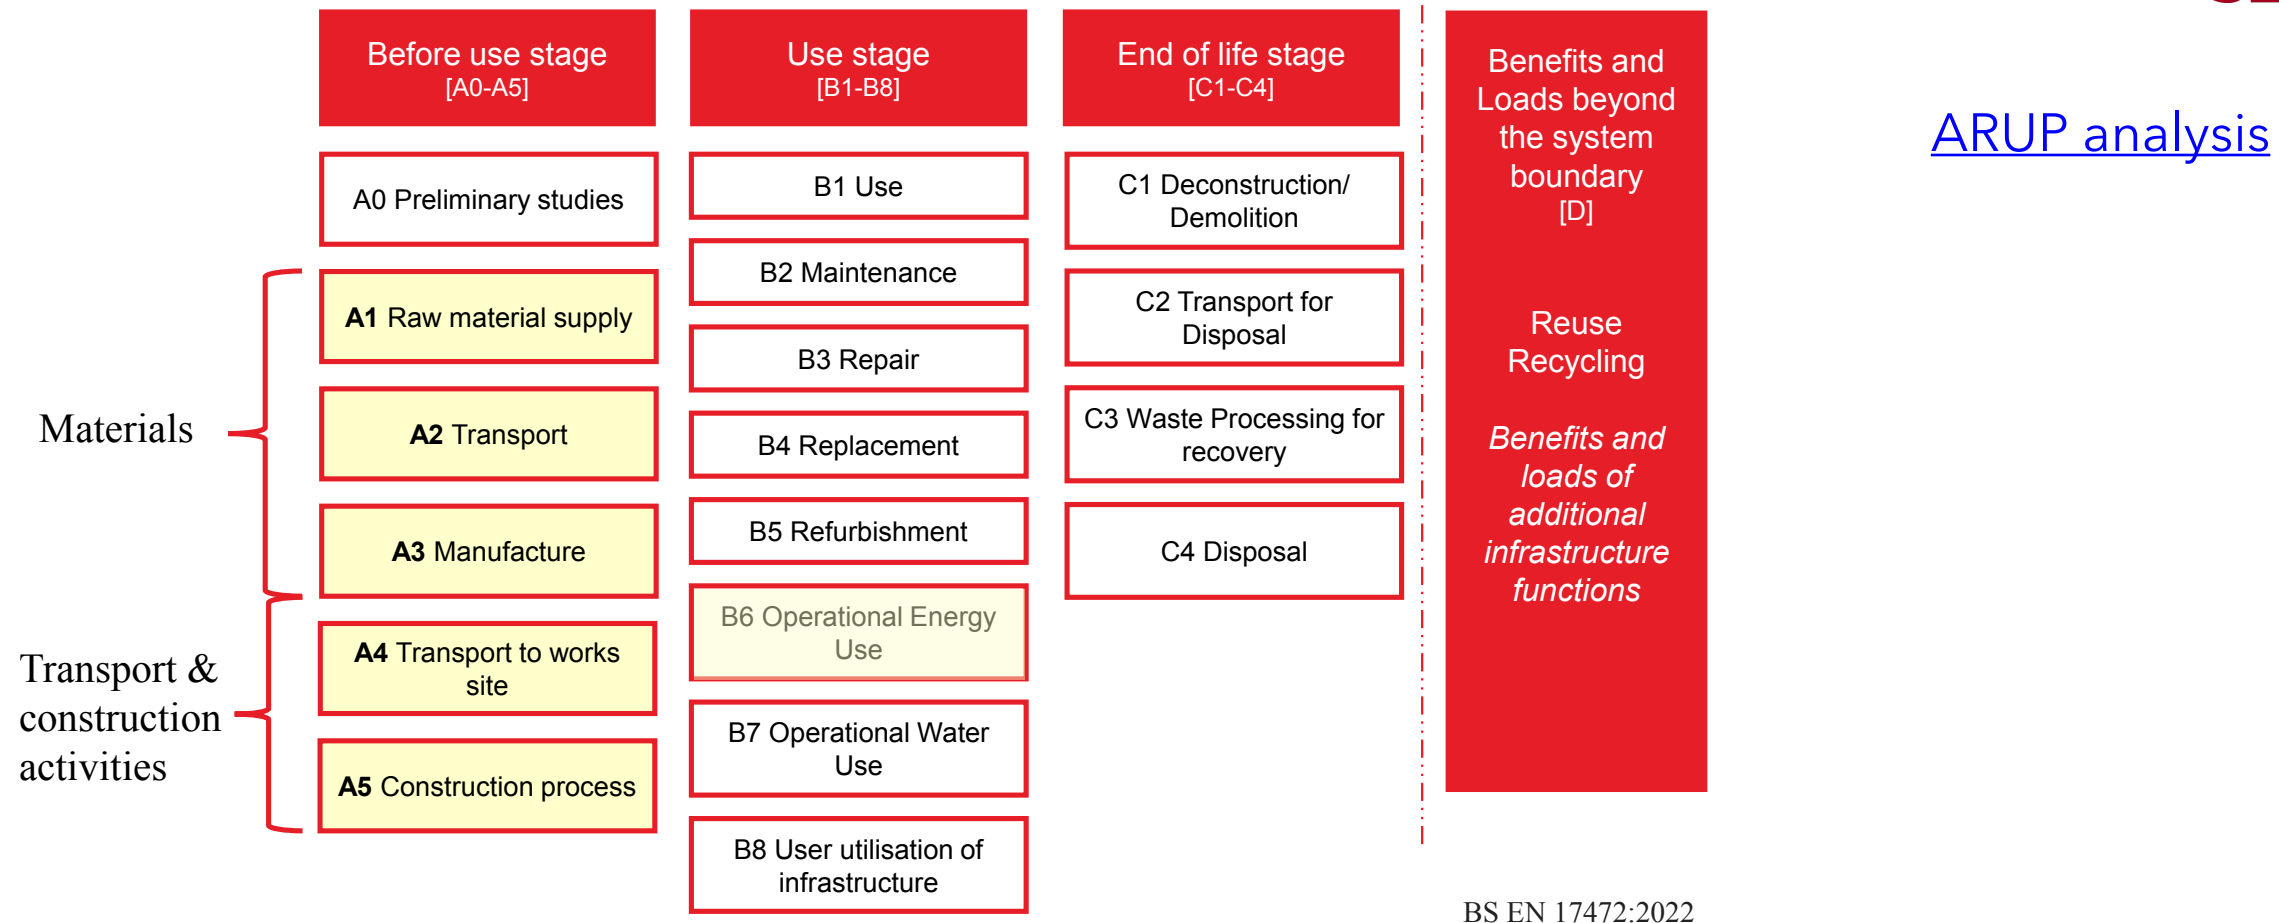 Before use stage
[A0-A5]
A0 Preliminary studies
A1 Raw material supply
A2 Transport
A3 Manufacture
A4 Transport to works
site
A5 Construction process
Materials
Transport &
construction
activities
Use stage
[B1-B8]
B1 Use
B2 Maintenance
B3 Repair
B4 Replacement
B5 Refurbishment
B6 Operational Energy
Use
B7 Operational Water
Use
B8 User utilisation of
infrastructure
End of life stage
[C1-C4]
C1 Deconstruction/
Demolition
C2 Transport for
Disposal
C3 Waste Processing for
recovery
C4 Disposal
Benefits and
Loads beyond
the system
boundary
[D]
Reuse
Recycling
Benefits and
loads of
additional
infrastructure
functions
BS EN 17472:2022
ARUP analysis